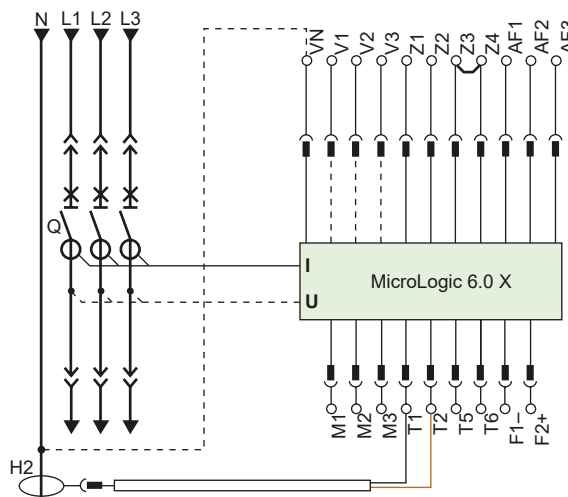 N L1 L2 L3
VN V1 V2 V3 Z1 Z2 Z3 Z4 AF1 AF2 AF3
Q
I
MicroLogic 6.0 X
U
M1 M2 M3 T1 T2 T5 T6 F1– F2+
H2